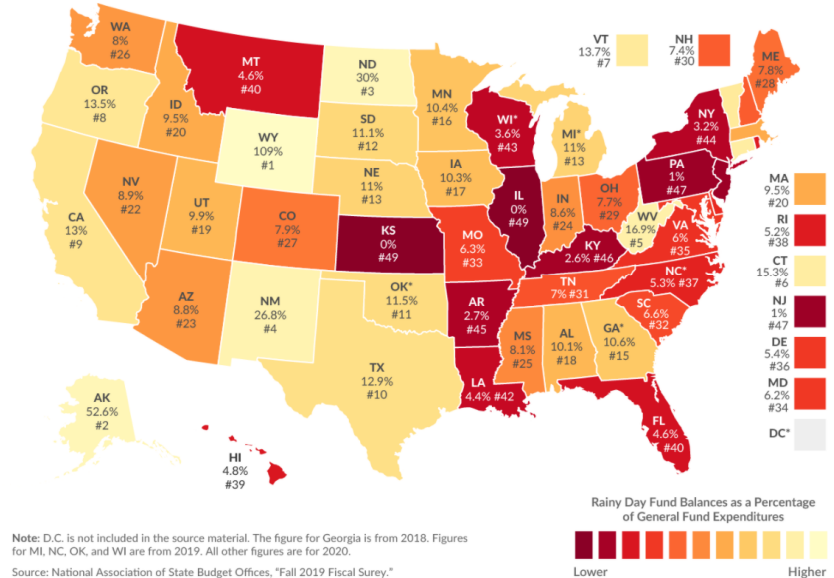 WA
8%
#26
MT
4.6%
#40
ND
30%
#3
VT
13.7%
#7
NH
7.4%
#30
ME
7.8%
#28
OR
13.5%
#8
ID
9.5%
#20
MN
10.4%
#16
WY
109%
#1
SD
11.1%
#12
WI*
3.6%
#43
MI*
11%
#13
NY
3.2%
#44
NV
8.9%
#22
UT
9.9%
#19
NE
11%
#13
IA
10.3%
#17
PA
1%
#47
MA
9.5%
#20
CA
13%
#9
CO
7.9%
#27
KS
0%
#49
MO
6.3%
#33
IL
0%
#49
IN
8.6%
#24
OH
7.7%
#29
WV
16.9%
#5
VA
6%
#35
RI
5.2%
#38
KY
2.6% #46
CT
15.3%
#6
AZ
8.8%
#23
NM
26.8%
#4
OK*
11.5%
#11
AR
2.7%
#45
TN
7% #31
NC*
5.3% #37
NJ
1%
#47
SC
6.6%
#32
DE
5.4%
#36
TX
12.9%
#10
LA
4.4% #42
MS
8.1%
#25
AL
10.1%
#18
GA*
10.6%
#15
MD
6.2%
#34
AK
52.6%
#2
HI
4.8%
#39
FL
4.6%
#40
DC*
Note: D.C. is not included in the source material. The figure for Georgia is from 2018. Figures
for MI, NC, OK, and WI are from 2019. All other figures are for 2020.
Source: National Association of State Budget Offices, "Fall 2019 Fiscal Surey."
Rainy Day Fund Balances as a Percentage
of General Fund Expenditures
Lower
Higher